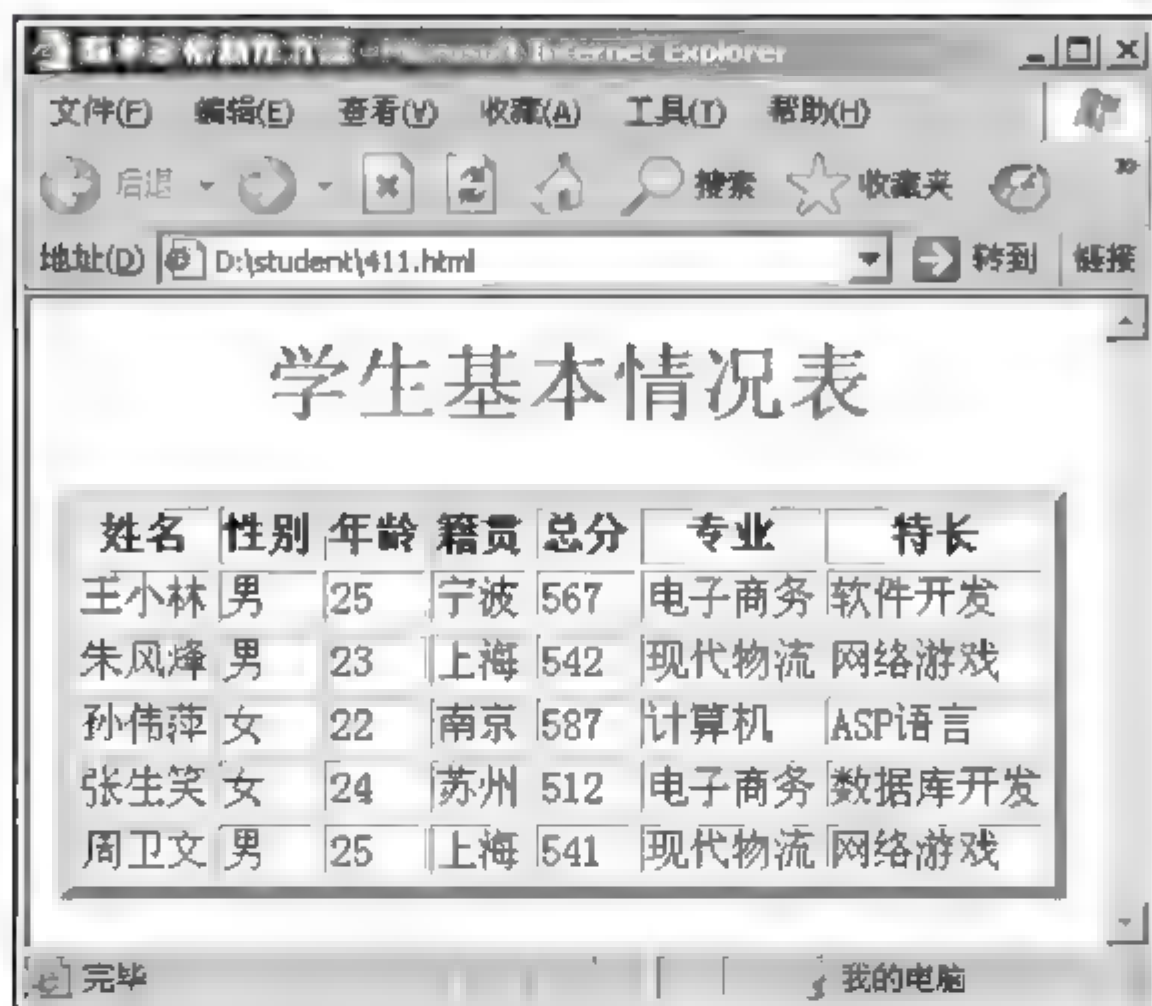 Microsoft Internet Explorer
文件(F) 编辑(E) 查看(V) 收藏(A) 工具(T) 帮助(H)
后退 搜索 收藏夹
地址(D) D:\student\411.html 转到 链接
学生基本情况表
姓名 性别 年龄 籍贯 总分 专业 特长
王小林 男 25 宁波 567 电子商务 软件开发
朱风烽 男 23 上海 542 现代物流 网络游戏
孙伟萍 女 22 南京 587 计算机 ASP语言
张生笑 女 24 苏州 512 电子商务 数据库开发
周卫文 男 25 上海 541 现代物流 网络游戏
完毕 我的电脑